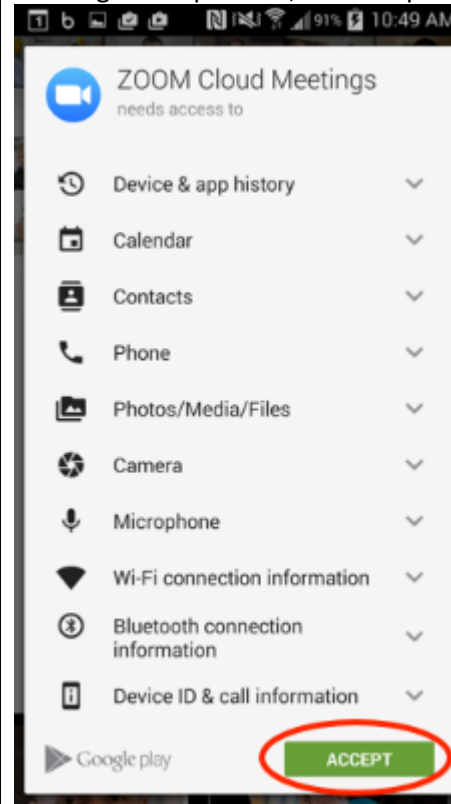 91% 10:49 AM
ZOOM Cloud Meetings
needs access to
Device & app history
Calendar
Contacts
Phone
Photos/Media/Files
Camera
Microphone
Wi-Fi connection information
Bluetooth connection
information
Device ID & call information
Google play
ACCEPT